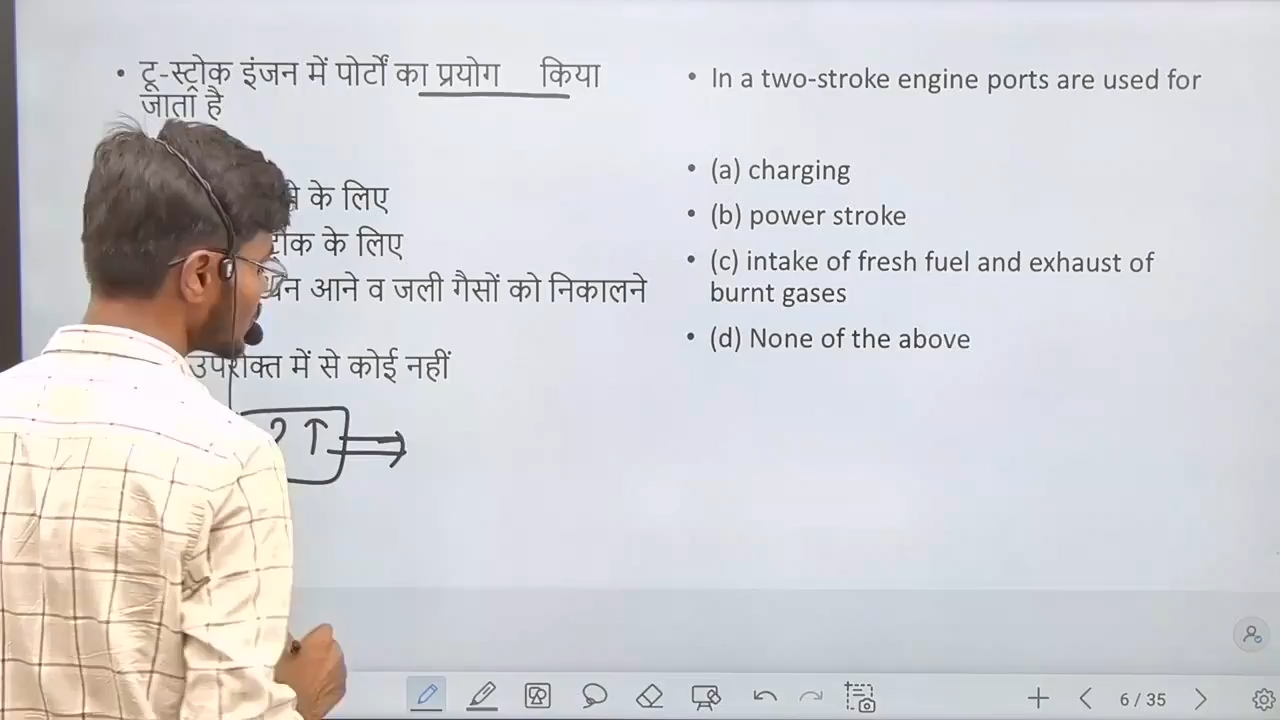 • टू-स्ट्रोक इंजन में पोर्टों का प्रयोग किया
जाता है
के लिए
के लिए
आने व जली गैसों को निकालने
उपरोक्त में से कोई नहीं
2 ↑
• In a two-stroke engine ports are used for
• (a) charging
• (b) power stroke
• (c) intake of fresh fuel and exhaust of
burnt gases
• (d) None of the above
6 / 35